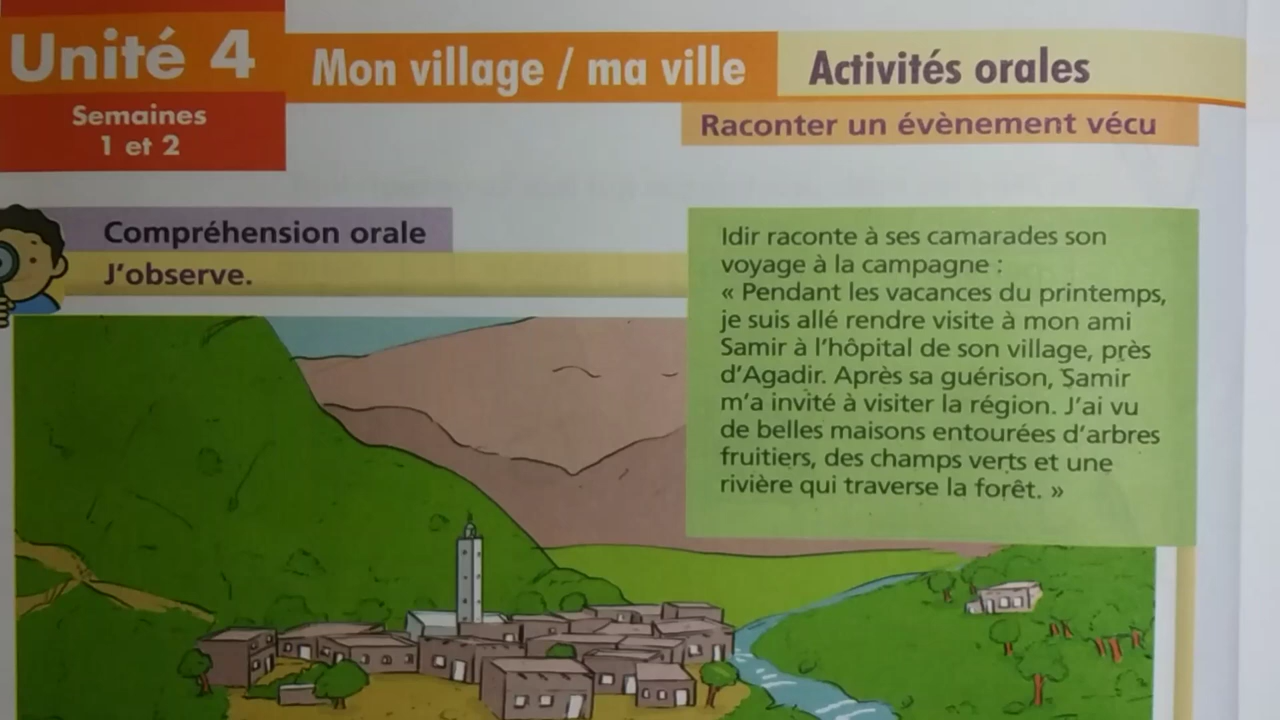 Unité 4
Semaines
1 et 2
Mon village / ma ville
Activités orales
Raconter un évènement vécu
Compréhension orale
J'observe.
Idir raconte à ses camarades son
voyage à la campagne :
« Pendant les vacances du printemps,
je suis allé rendre visite à mon ami
Samir à l'hôpital de son village, près
d'Agadir. Après sa guérison, Samir
m'a invité à visiter la région. J'ai vu
de belles maisons entourées d'arbres
fruitiers, des champs verts et une
rivière qui traverse la forêt. »